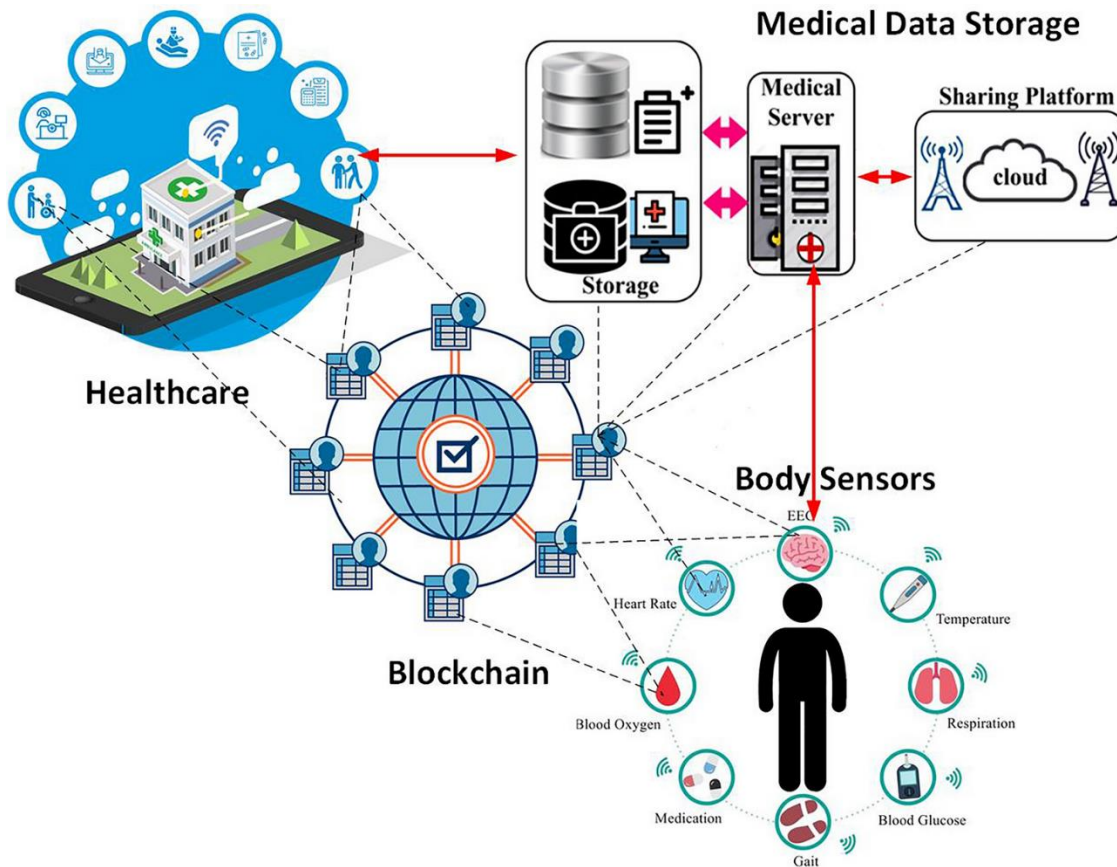 Medical Data Storage
Medical
Server
Sharing Platform
cloud
Storage
Healthcare
Body Sensors
EEG
Heart Rate
Temperature
Blockchain
Blood Oxygen
Respiration
Medication
Blood Glucose
Gait